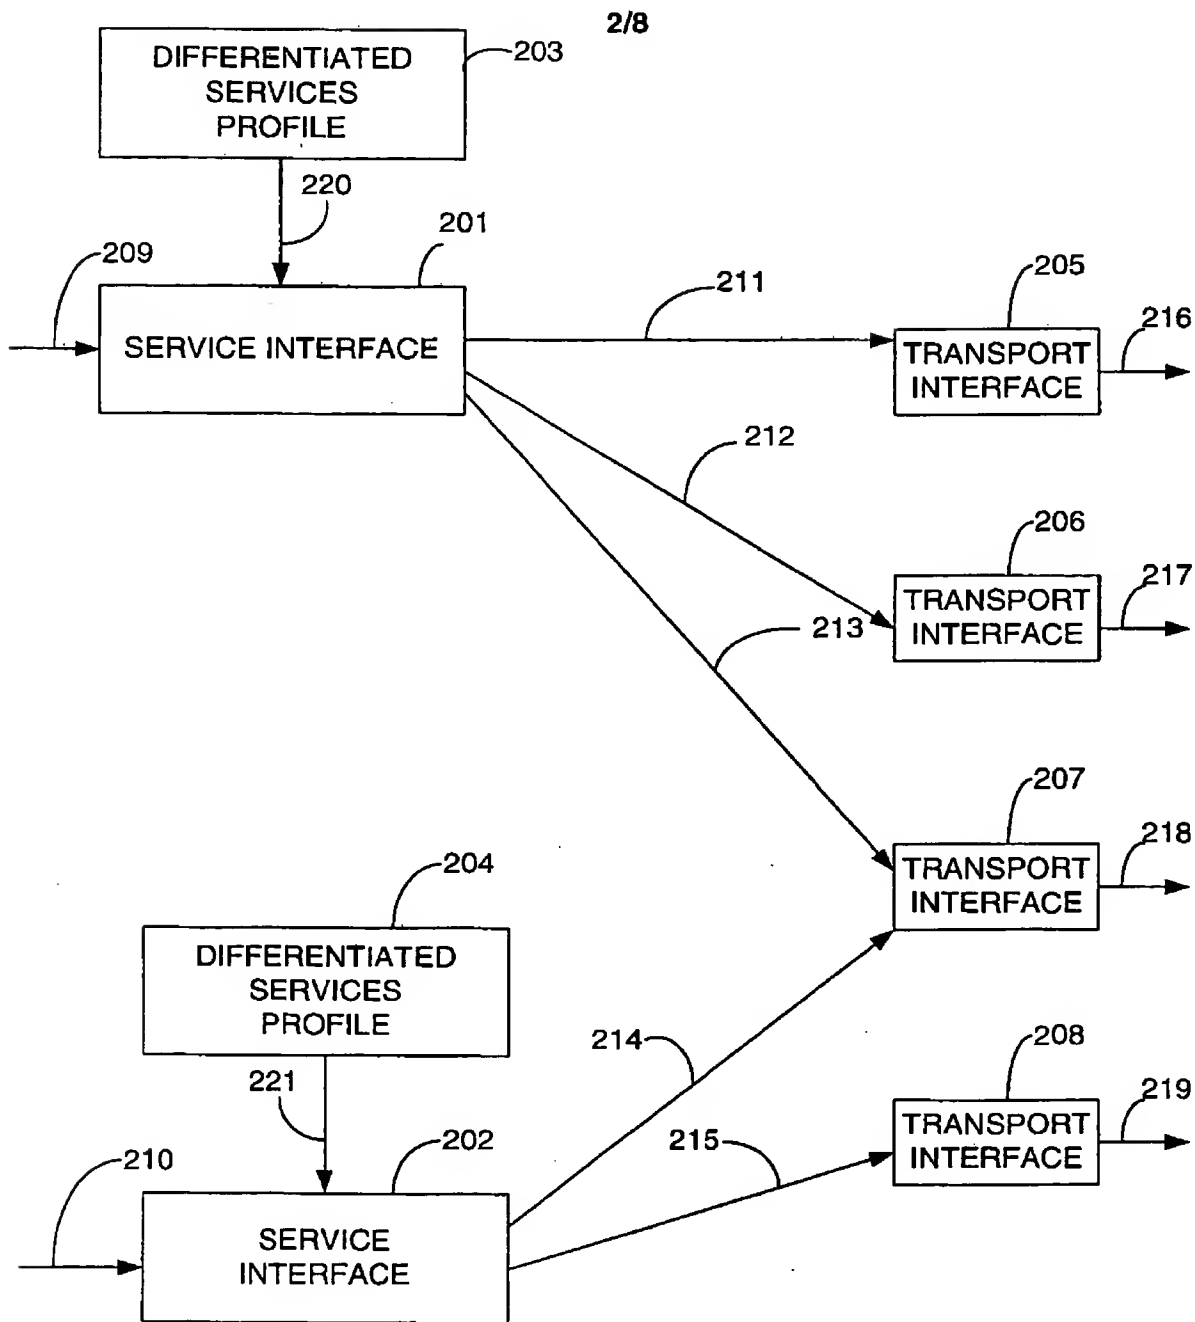 2/8
DIFFERENTIATED
SERVICES
PROFILE
203
220
201
209
SERVICE INTERFACE
211
205
TRANSPORT
INTERFACE
216
212
206
TRANSPORT
INTERFACE
217
213
207
TRANSPORT
INTERFACE
218
204
DIFFERENTIATED
SERVICES
PROFILE
214
208
221
202
TRANSPORT
INTERFACE
219
215
210
SERVICE
INTERFACE